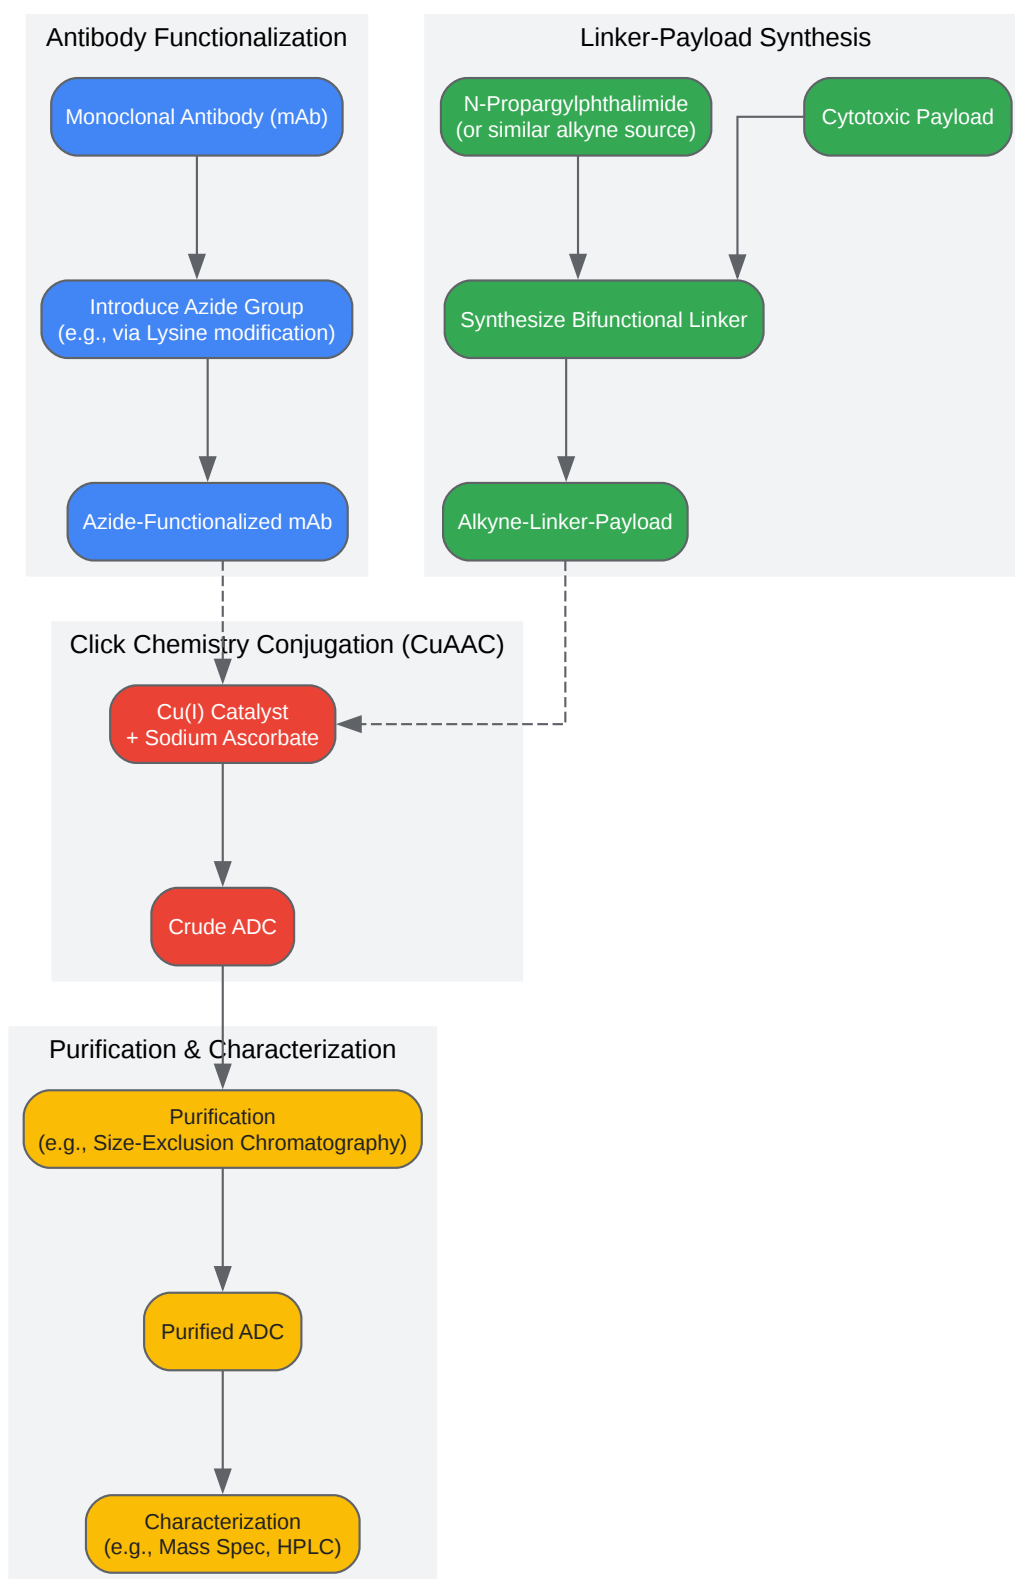 Antibody Functionalization
Monoclonal Antibody (mAb)
Introduce Azide Group
(e.g., via Lysine modification)
Azide-Functionalized mAb
Linker-Payload Synthesis
N-Propargylphthalimide
(or similar alkyne source)
Cytotoxic Payload
Synthesize Bifunctional Linker
Alkyne-Linker-Payload
Click Chemistry Conjugation (CuAAC)
Cu(I) Catalyst
+ Sodium Ascorbate
Crude ADC
Purification & Characterization
Purification
(e.g., Size-Exclusion Chromatography)
Purified ADC
Characterization
(e.g., Mass Spec, HPLC)